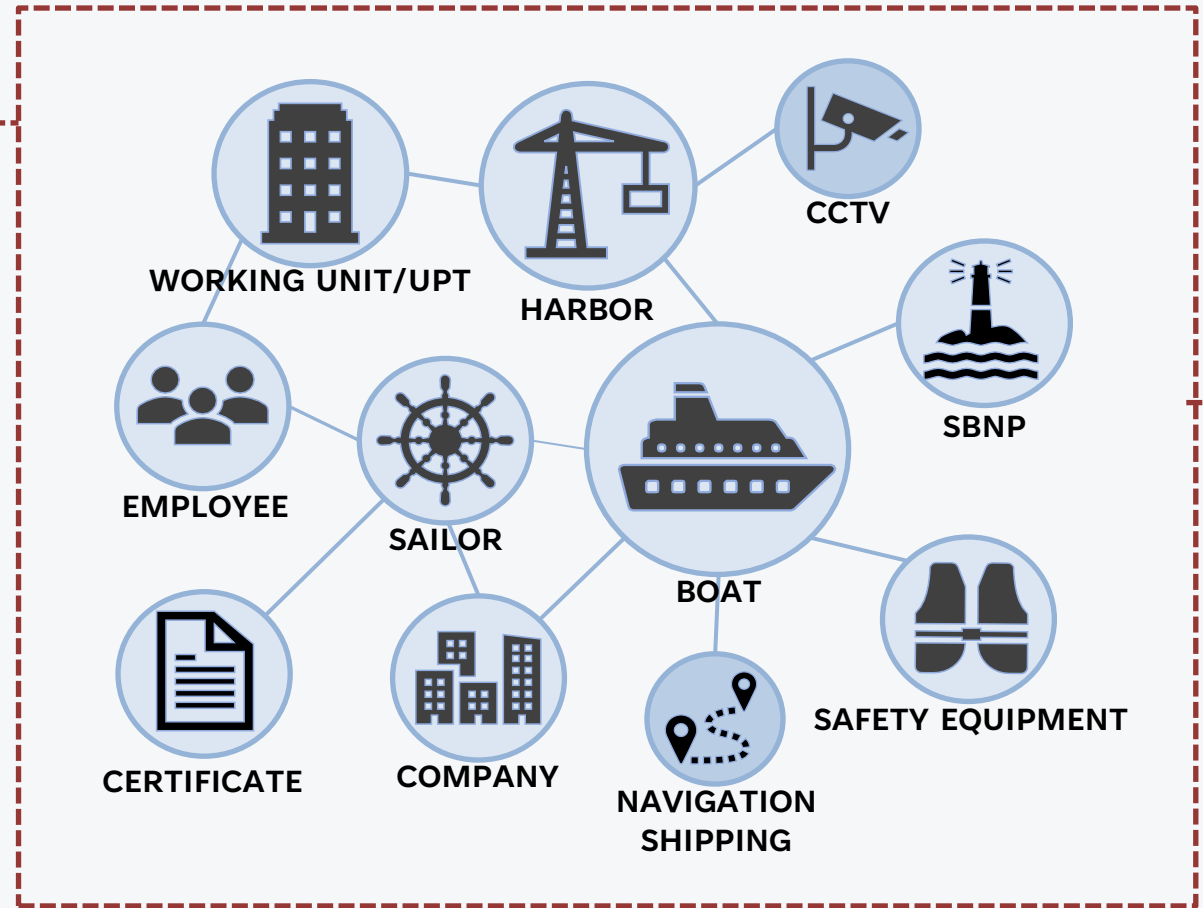 CCTV
WORKING UNIT/UPT
HARBOR
SBNP
EMPLOYEE
SAILOR
BOAT
SAFETY EQUIPMENT
CERTIFICATE
COMPANY
NAVIGATION
SHIPPING